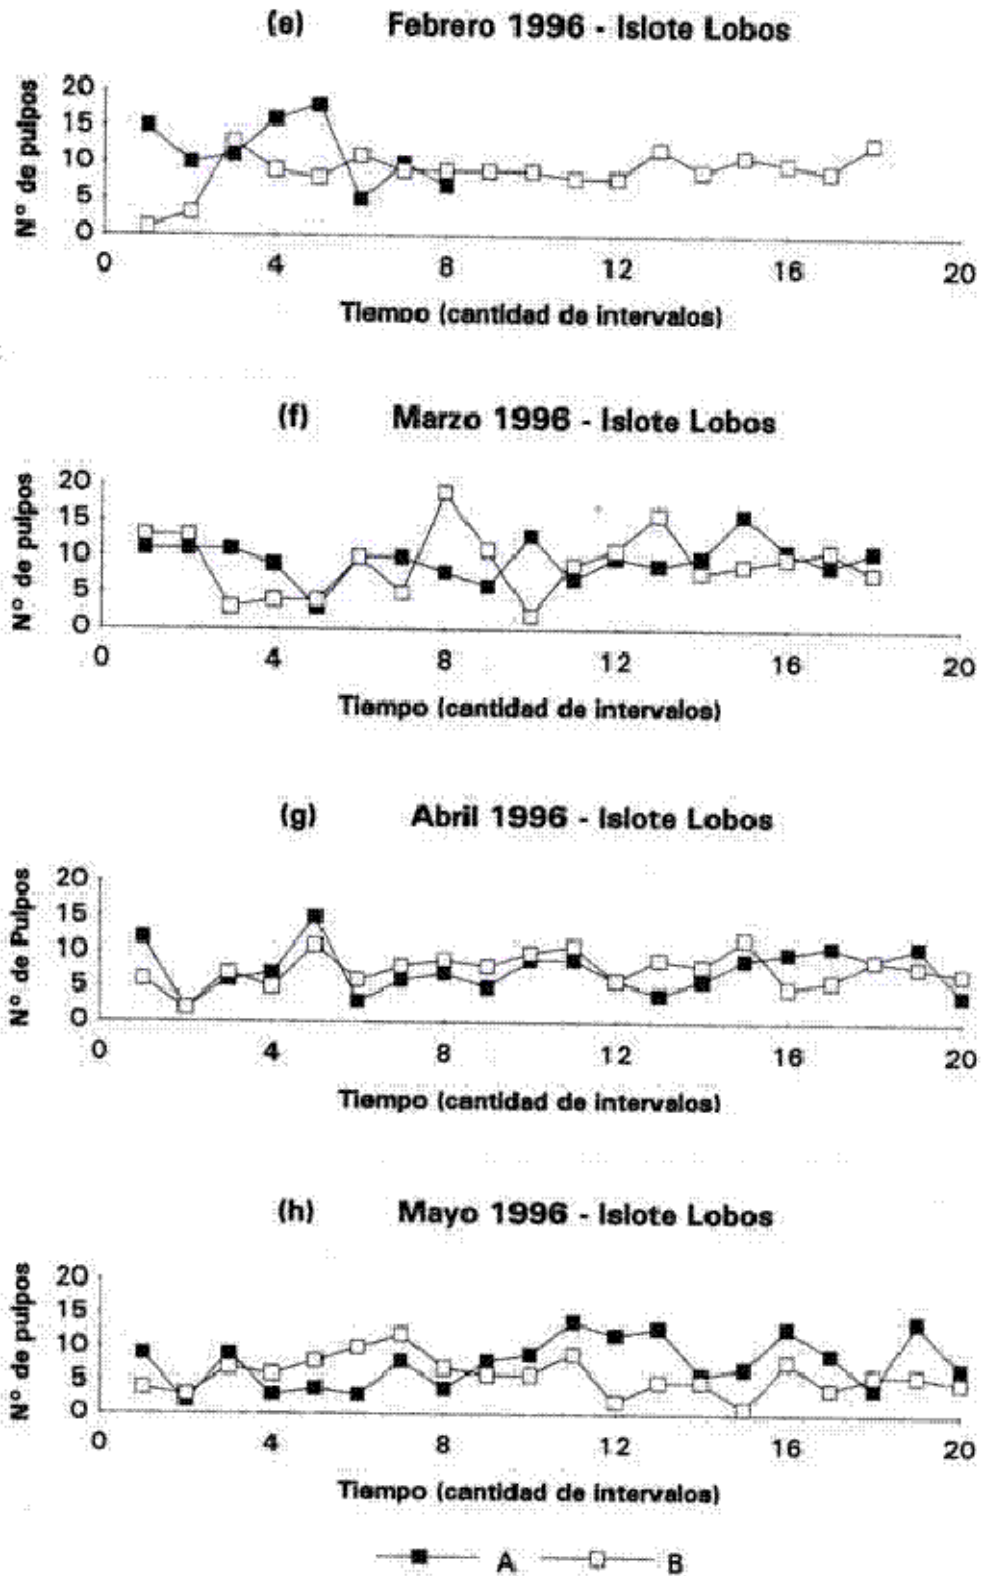 (e) Febrero 1996 - Islote Lobos
Nº de pulpos
20
15
10
5
0
0 4 8 12 16 20
Tiempo (cantidad de intervalos)
(f) Marzo 1996 - Islote Lobos
Nº de pulpos
20
15
10
5
0
0 4 8 12 16 20
Tiempo (cantidad de intervalos)
(g) Abril 1996 - Islote Lobos
Nº de Pulpos
20
15
10
5
0
0 4 8 12 16 20
Tiempo (cantidad de intervalos)
(h) Mayo 1996 - Islote Lobos
Nº de pulpos
20
15
10
5
0
0 4 8 12 16 20
Tiempo (cantidad de intervalos)
A B